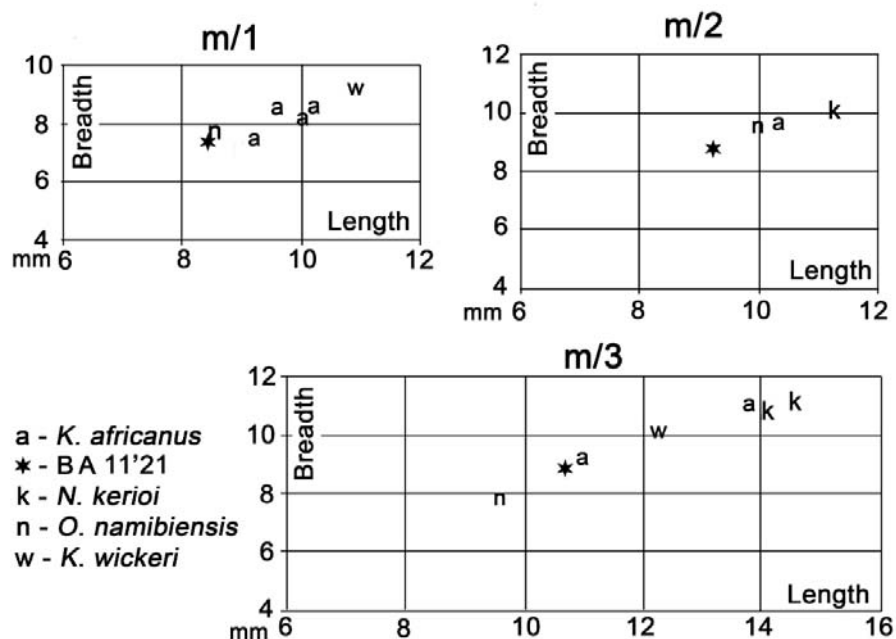 m/1
10
8
6
4
mm 6
8
10
12
Breadth
Length
n
a
a
a
a
w
m/2
12
10
8
6
4
mm 6
8
10
12
Breadth
Length
n
a
k
m/3
12
10
8
6
4
mm 6
8
10
12
14
16
Breadth
Length
n
a
w
a
k
k
a - K. africanus
✶ - BA 11'21
k - N. kerioi
n - O. namibiensis
w - K. wickeri